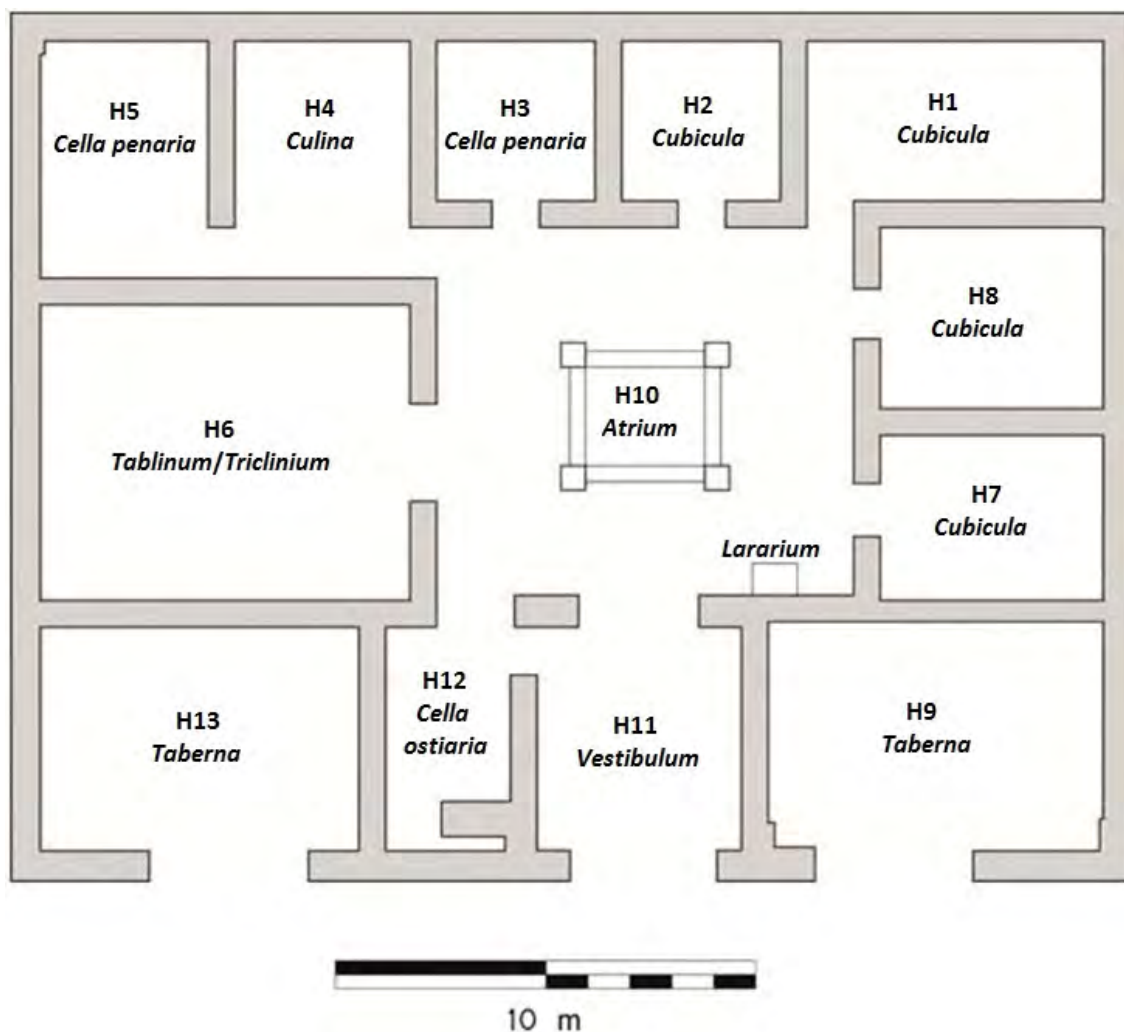 H5
Cella penaria
H4
Culina
H3
Cella penaria
H2
Cubicula
H1
Cubicula
H8
Cubicula
H10
Atrium
H6
Tablinum/Triclinium
H7
Cubicula
Lararium
H12
Cella
ostiaria
H11
Vestibulum
H13
Taberna
H9
Taberna
10 m